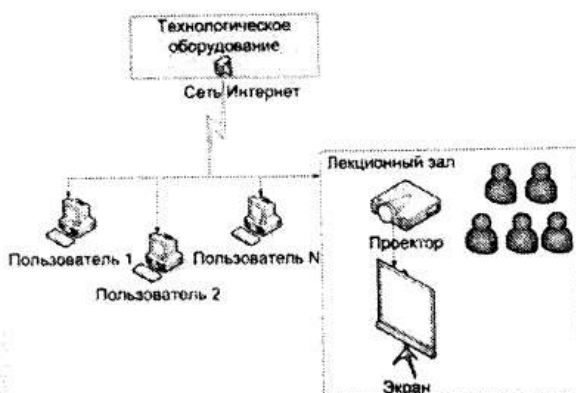 Технологическое
оборудование
Сеть Интернет
Лекционный зал
Проектор
Пользователь 1
Пользователь N
Пользователь 2
Экран